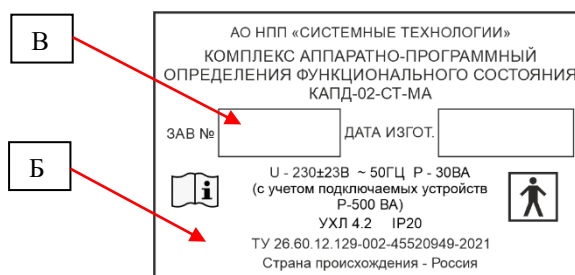 В
Б
АО НПП «СИСТЕМНЫЕ ТЕХНОЛОГИИ»
КОМПЛЕКС АППАРАТНО-ПРОГРАММНЫЙ
ОПРЕДЕЛЕНИЯ ФУНКЦИОНАЛЬНОГО СОСТОЯНИЯ
КАПД-02-СТ-МА
ЗАВ № ДАТА ИЗГОТ.
U - 230±23В ~ 50ГЦ Р - 30ВА
(с учетом подключаемых устройств
Р-500 ВА)
УХЛ 4.2 IP20
ТУ 26.60.12.129-002-45520949-2021
Страна происхождения - Россия